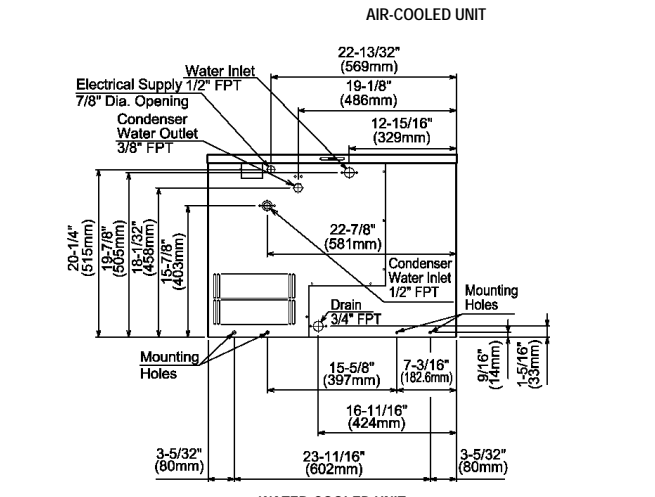 AIR-COOLED UNIT
22-13/32"
(569mm)
Water Inlet
1/2" FPT
Electrical Supply
7/8" Dia. Opening
19-1/8"
(486mm)
Condenser
Water Outlet
3/8" FPT
12-15/16"
(329mm)
20-1/4"
(515mm)
19-7/8"
(505mm)
18-1/32"
(458mm)
15-7/8"
(403mm)
22-7/8"
(581mm)
Condenser
Water Inlet
1/2" FPT
Mounting
Holes
Drain
3/4" FPT
Mounting
Holes
15-5/8"
(397mm)
7-3/16"
(182.6mm)
9/16"
(14mm)
1-5/16"
(33mm)
16-11/16"
(424mm)
3-5/32"
(80mm)
23-11/16"
(602mm)
3-5/32"
(80mm)
WATER-COOLED UNIT